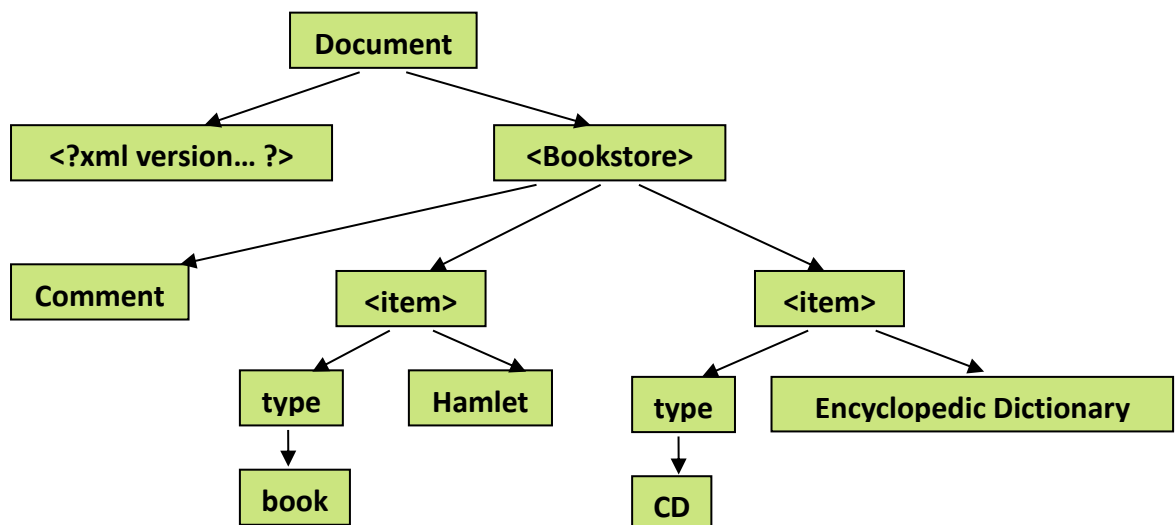 Document
<?xml version... ?>
<Bookstore>
Comment
<item>
<item>
type
Hamlet
type
Encyclopedic Dictionary
book
CD